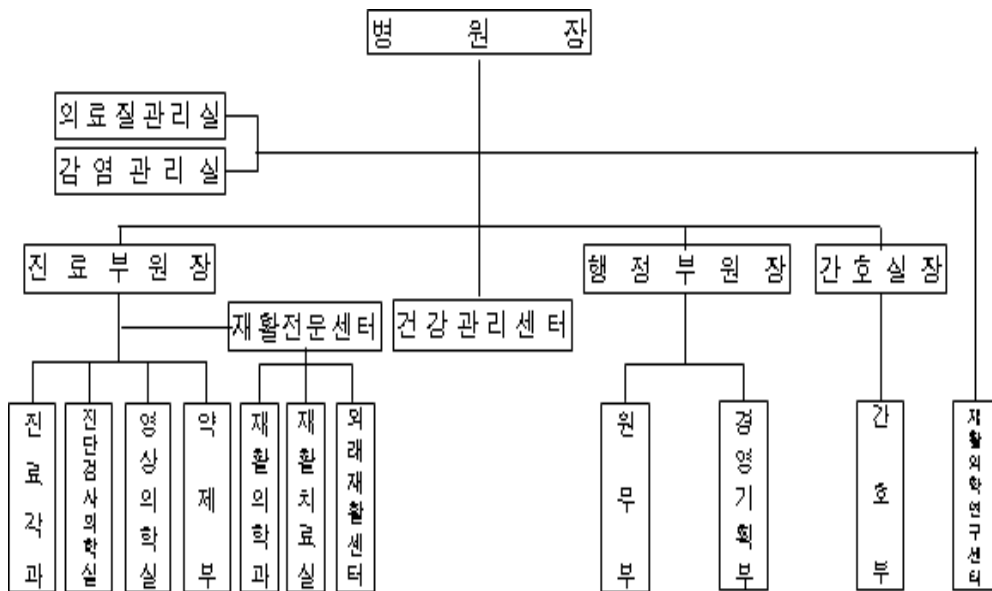 병 원 장
의료질관리실
감염관리실
진료부원장
행정부원장
간호실장
재활전문센터
건강관리센터
진료각과
진단검사의학실
영상의학실
약제부
재활의학과
재활치료실
외래재활센터
원무부
경영기획부
간호부
재활의학연구센터